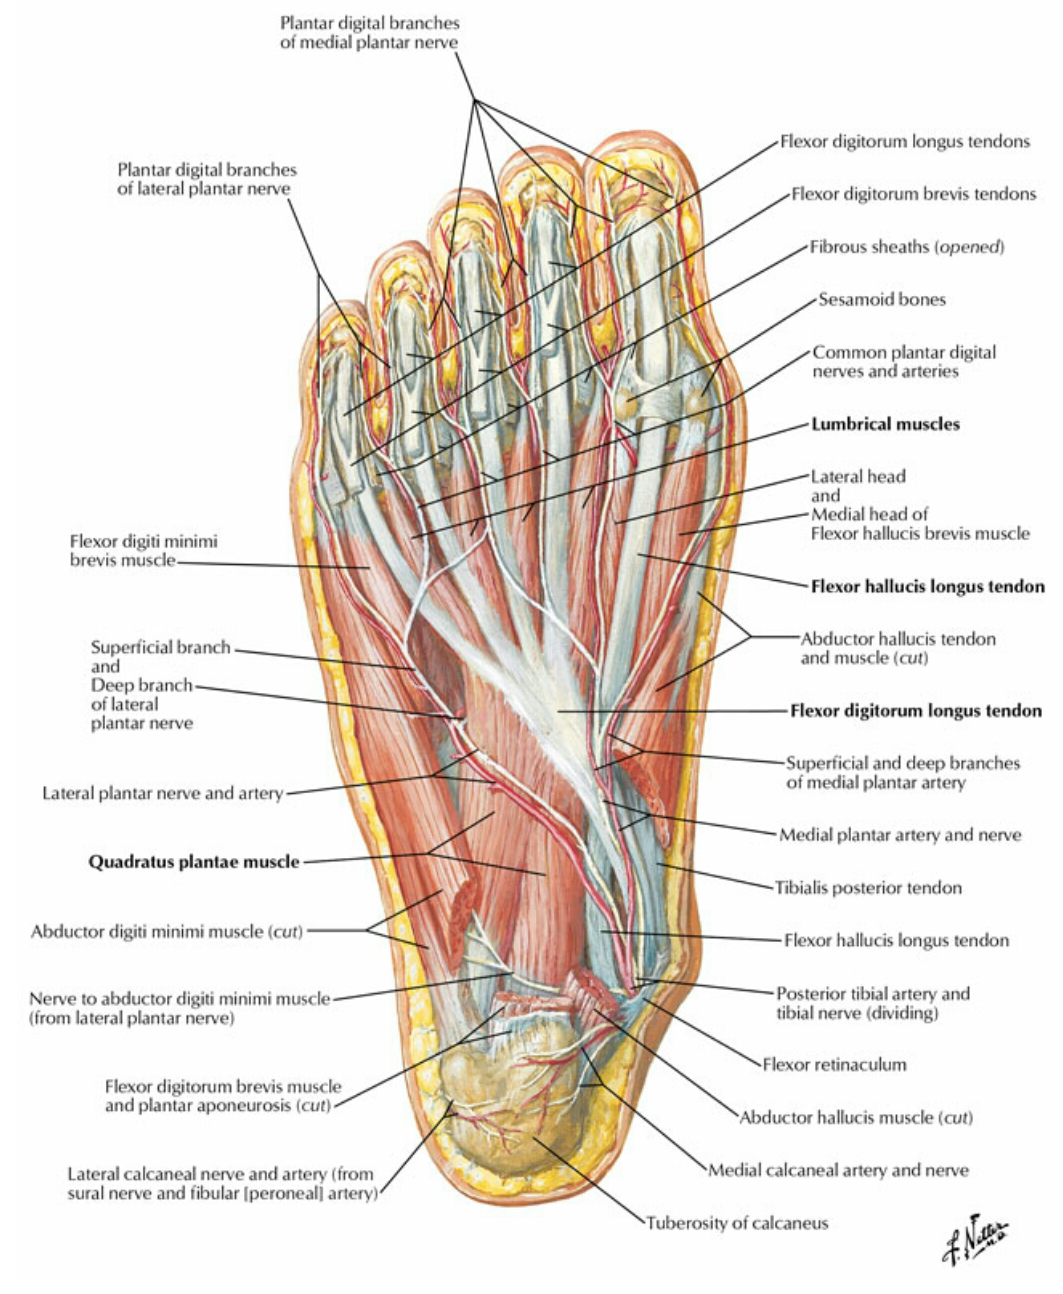 Plantar digital branches
of medial plantar nerve
Plantar digital branches
of lateral plantar nerve
Flexor digiti minimi
brevis muscle
Superficial branch
and
Deep branch
of lateral
plantar nerve
Lateral plantar nerve and artery
Quadratus plantae muscle
Abductor digiti minimi muscle (cut)
Nerve to abductor digiti minimi muscle
(from lateral plantar nerve)
Flexor digitorum brevis muscle
and plantar aponeurosis (cut)
Lateral calcaneal nerve and artery (from
sural nerve and fibular [peroneal] artery)
Flexor digitorum longus tendons
Flexor digitorum brevis tendons
Fibrous sheaths (opened)
Sesamoid bones
Common plantar digital
nerves and arteries
Lumbrical muscles
Lateral head
and
Medial head of
Flexor hallucis brevis muscle
Flexor hallucis longus tendon
Abductor hallucis tendon
and muscle (cut)
Flexor digitorum longus tendon
Superficial and deep branches
of medial plantar artery
Medial plantar artery and nerve
Tibialis posterior tendon
Flexor hallucis longus tendon
Posterior tibial artery and
tibial nerve (dividing)
Flexor retinaculum
Abductor hallucis muscle (cut)
Medial calcaneal artery and nerve
Tuberosity of calcaneus
F. Netter
M.D.